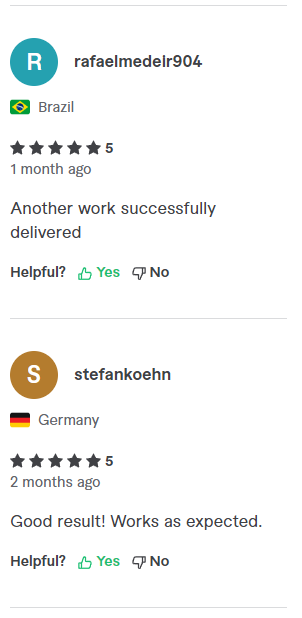 R
rafaelmedeir904
Brazil
5
1 month ago
Another work successfully
delivered
Helpful? Yes No
S
stefankoehn
Germany
5
2 months ago
Good result! Works as expected.
Helpful? Yes No